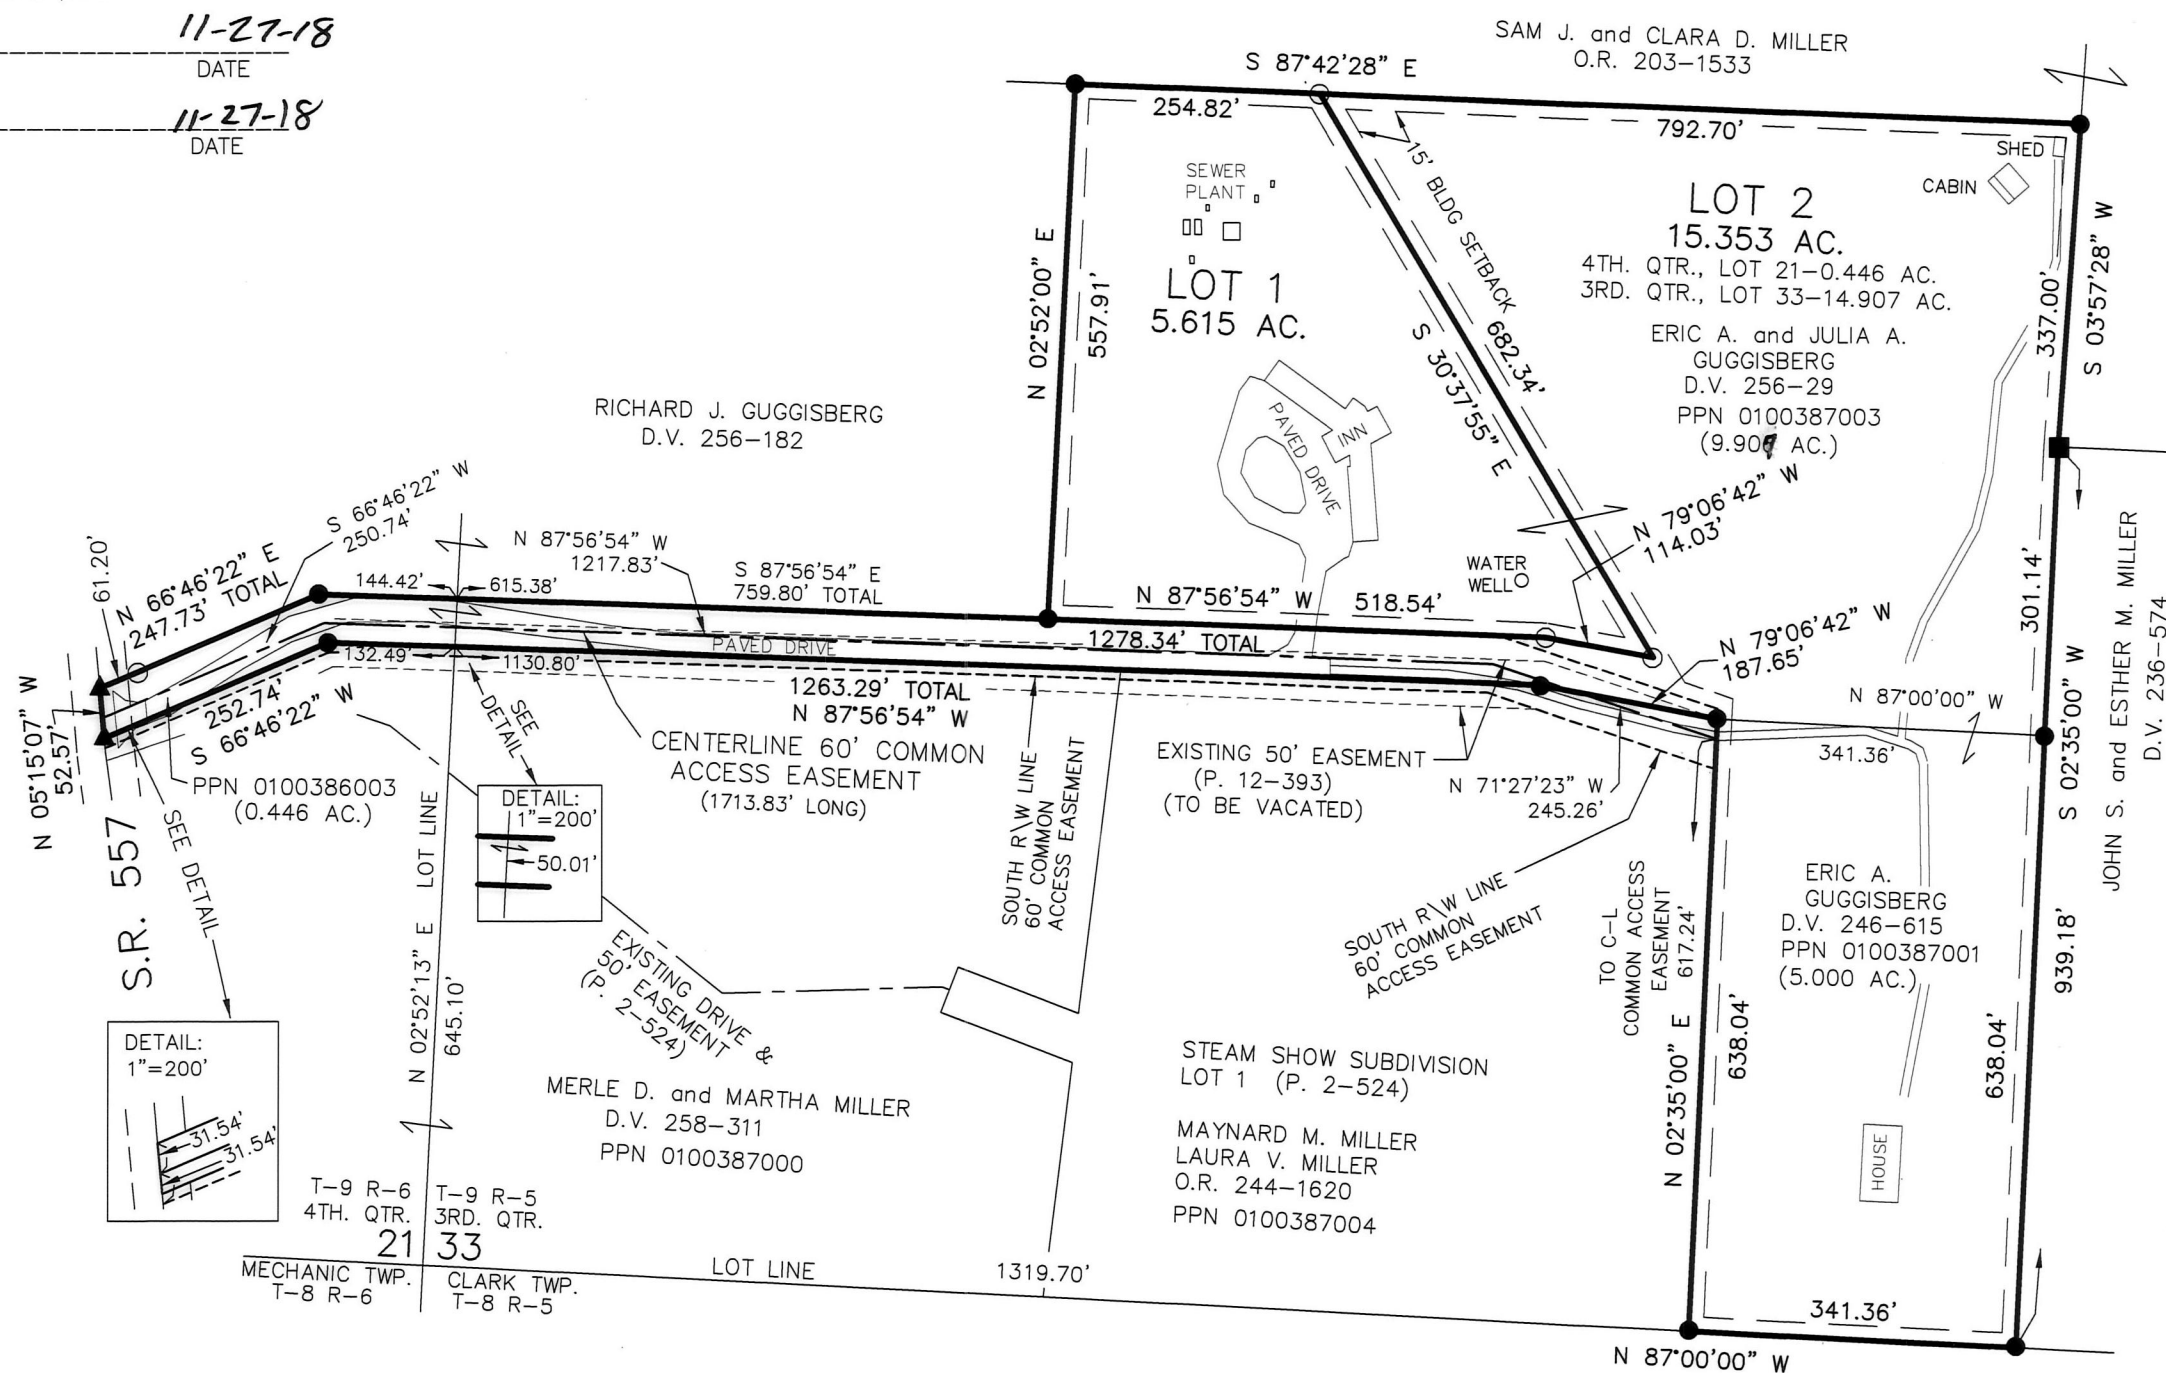 11-27-18
DATE
11-27-18
DATE
SAM J. and CLARA D. MILLER
O.R. 203-1533
S 87°42'28" E
254.82'
792.70'
SHED
CABIN
SEWER
PLANT
15' BLDG SETBACK
682.34'
S 30°37'55" E
LOT 1
5.615 AC.
LOT 2
15.353 AC.
4TH. QTR., LOT 21-0.446 AC.
3RD. QTR., LOT 33-14.907 AC.
ERIC A. and JULIA A.
GUGGISBERG
D.V. 256-29
PPN 0100387003
(9.90 AC.)
N 02°52'00" E
557.91'
337.00'
S 03°57'28" W
PAVED DRIVE
INN
RICHARD J. GUGGISBERG
D.V. 256-182
N 79°06'42" W
114.03'
WATER
WELL
S 66°46'22" W
250.74'
N 87°56'54" W
1217.83'
S 87°56'54" E
759.80' TOTAL
144.42'
615.38'
61.20'
N 66°46'22" E
247.73' TOTAL
N 87°56'54" W
518.54'
1278.34' TOTAL
PAVED DRIVE
N 79°06'42" W
187.65'
301.14'
132.49'
1130.80'
1263.29' TOTAL
N 87°56'54" W
252.74'
S 66°46'22" W
N 05°15'07" W
52.57'
S.R. 557
SEE DETAIL
PPN 0100386003
(0.446 AC.)
SEE
DETAIL
CENTERLINE 60' COMMON
ACCESS EASEMENT
(1713.83' LONG)
DETAIL:
1"=200'
50.01'
SOUTH R\W LINE
60' COMMON
ACCESS EASEMENT
EXISTING 50' EASEMENT
(P. 12-393)
(TO BE VACATED)
N 71°27'23" W
245.26'
N 87°00'00" W
341.36'
S 02°35'00" W
939.18'
JOHN S. and ESTHER M. MILLER
D.V. 236-574
SOUTH R\W LINE
60' COMMON
ACCESS EASEMENT
TO C-L
COMMON ACCESS
EASEMENT
617.24'
N 02°35'00" E
638.04'
ERIC A.
GUGGISBERG
D.V. 246-615
PPN 0100387001
(5.000 AC.)
638.04'
HOUSE
341.36'
N 87°00'00" W
N 02°52'13" E LOT LINE
645.10'
EXISTING DRIVE &
50' EASEMENT
(P. 2-524)
DETAIL:
1"=200'
31.54'
31.54'
MERLE D. and MARTHA MILLER
D.V. 258-311
PPN 0100387000
STEAM SHOW SUBDIVISION
LOT 1 (P. 2-524)
MAYNARD M. MILLER
LAURA V. MILLER
O.R. 244-1620
PPN 0100387004
T-9 R-6
4TH. QTR.
21
T-9 R-5
3RD. QTR.
33
MECHANIC TWP.
T-8 R-6
CLARK TWP.
T-8 R-5
LOT LINE
1319.70'